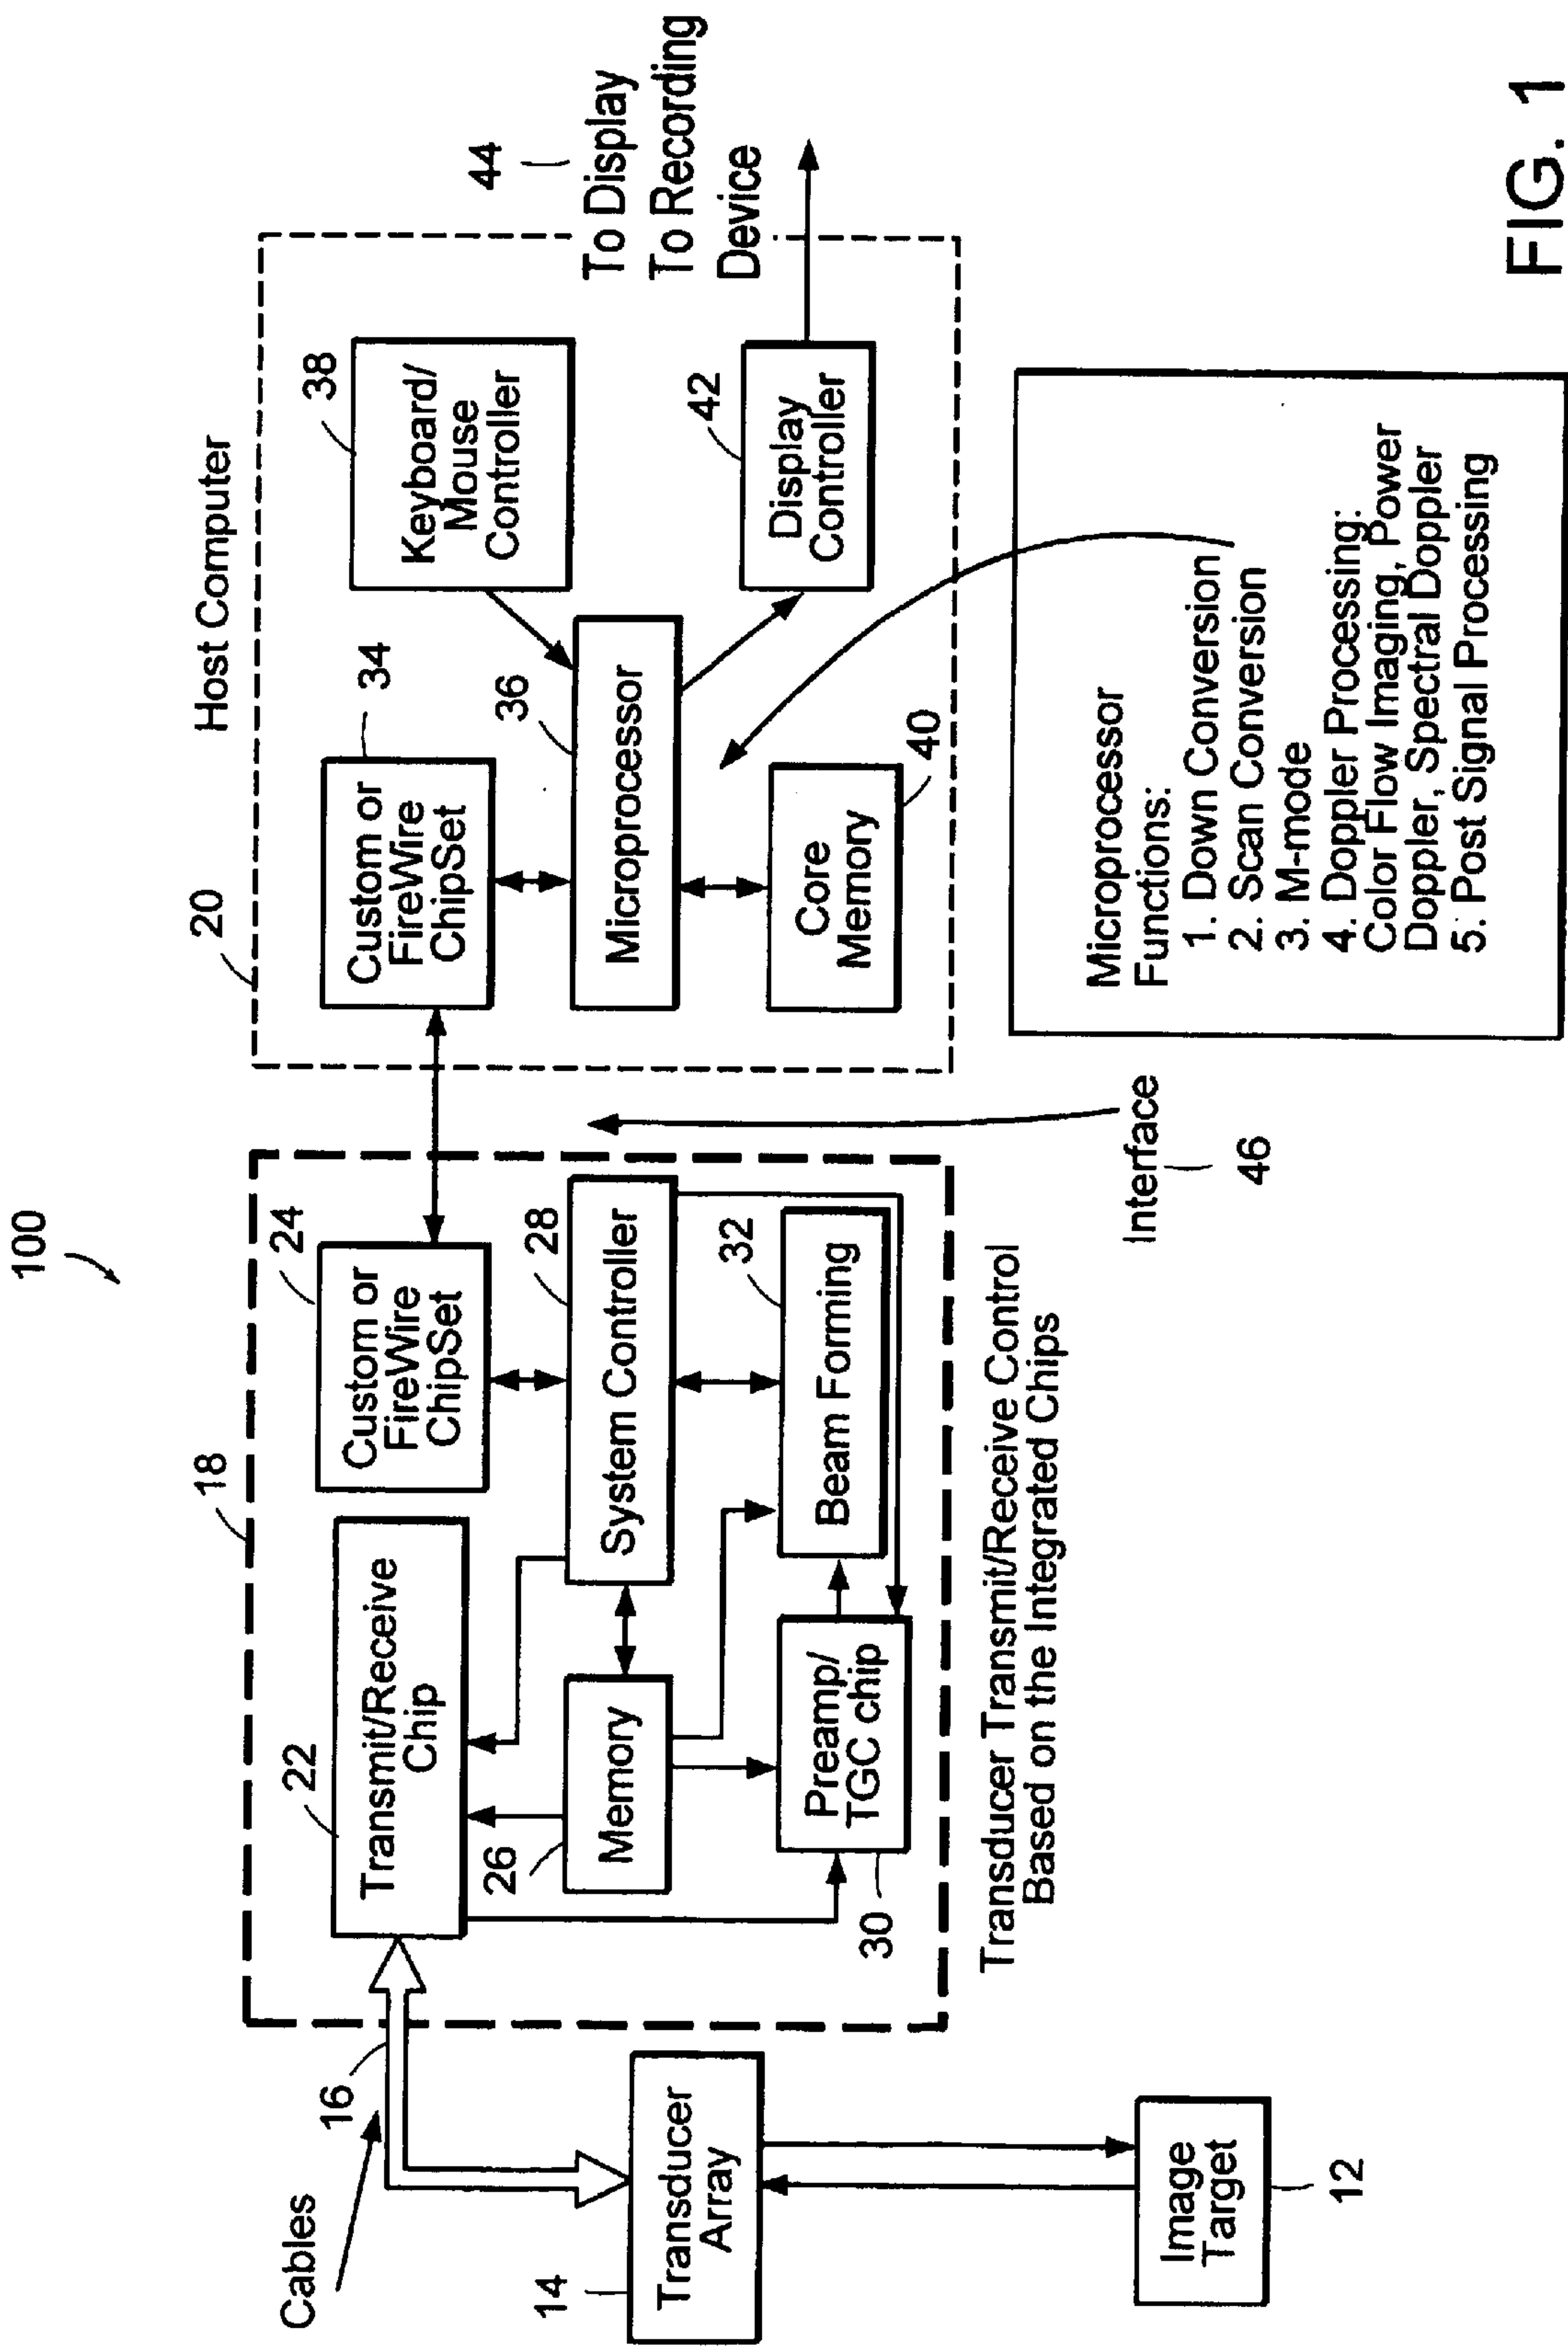 100
Cables
16
14
Transducer
Array
Image
Target
12
18
22
Transmit/Receive
Chip
24
Custom or
FireWire
ChipSet
26
Memory
28
System Controller
30
Preamp/
TGC chip
32
Beam Forming
Transducer Transmit/Receive Control
Based on the Integrated Chips
Interface
46
20
Host Computer
34
Custom or
FireWire
ChipSet
38
Keyboard/
Mouse
Controller
36
Microprocessor
40
Core
Memory
42
Display
Controller
44
To Display
To Recording
Device
Microprocessor
Functions:
1. Down Conversion
2. Scan Conversion
3. M-mode
4. Doppler Processing:
Color Flow Imaging, Power
Doppler, Spectral Doppler
5. Post Signal Processing
FIG. 1